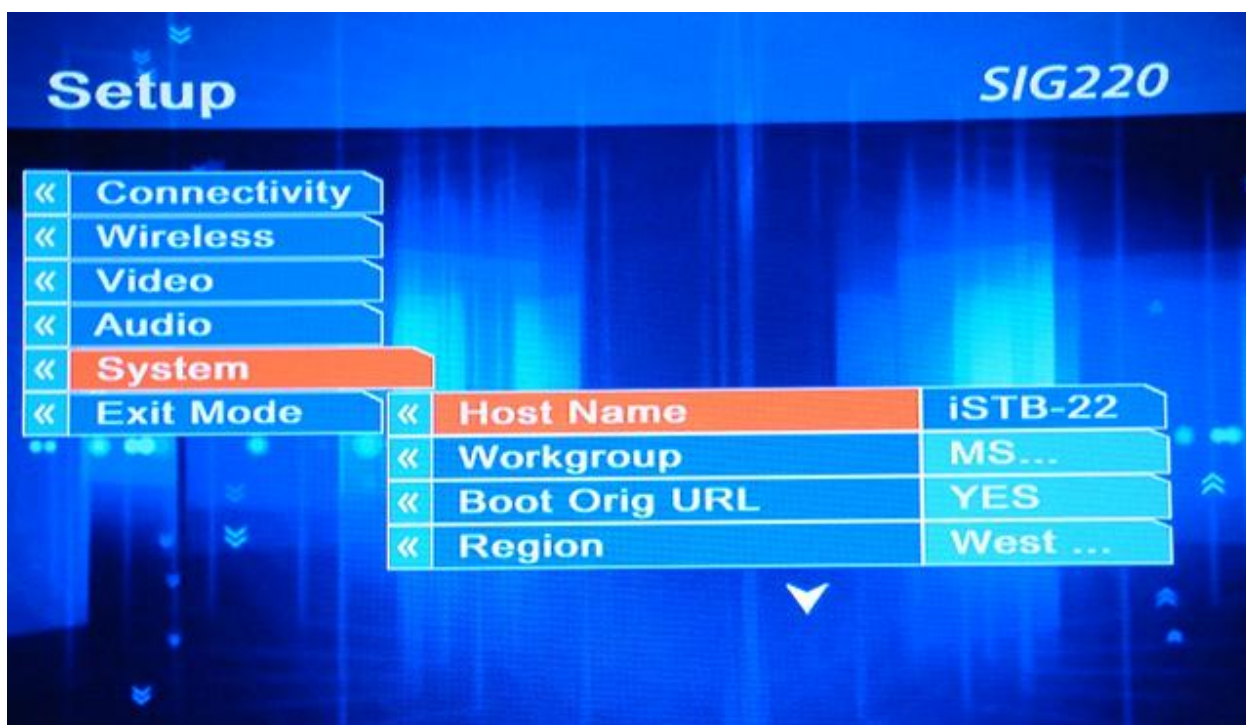 Setup
SIG220
« Connectivity
« Wireless
« Video
« Audio
« System
« Exit Mode
« Host Name iSTB-22
« Workgroup MS...
« Boot Orig URL YES
« Region West ...